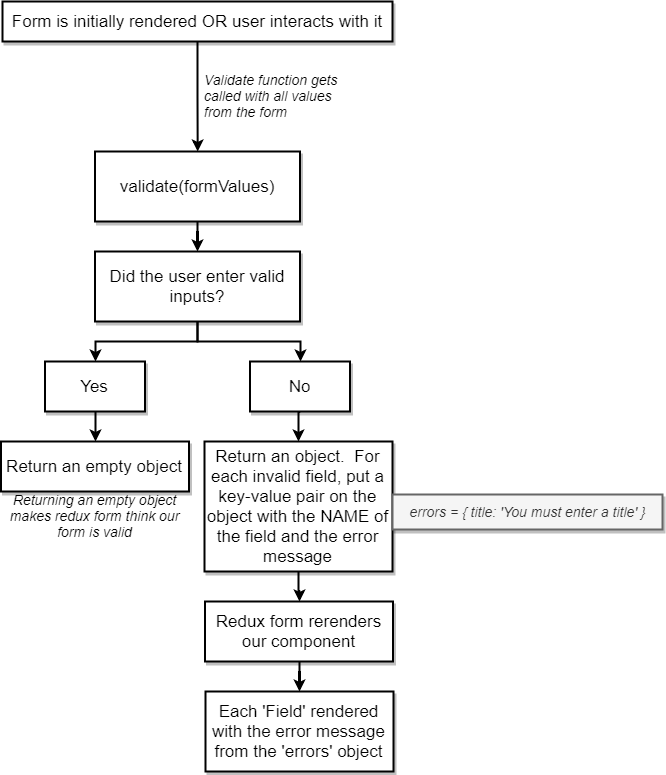 Form is initially rendered OR user interacts with it
Validate function gets
called with all values
from the form
validate(formValues)
Did the user enter valid
inputs?
Yes
No
Return an empty object
Returning an empty object
makes redux form think our
form is valid
Return an object. For
each invalid field, put a
key-value pair on the
object with the NAME of
the field and the error
message
errors = { title: 'You must enter a title' }
Redux form rerenders
our component
Each 'Field' rendered
with the error message
from the 'errors' object